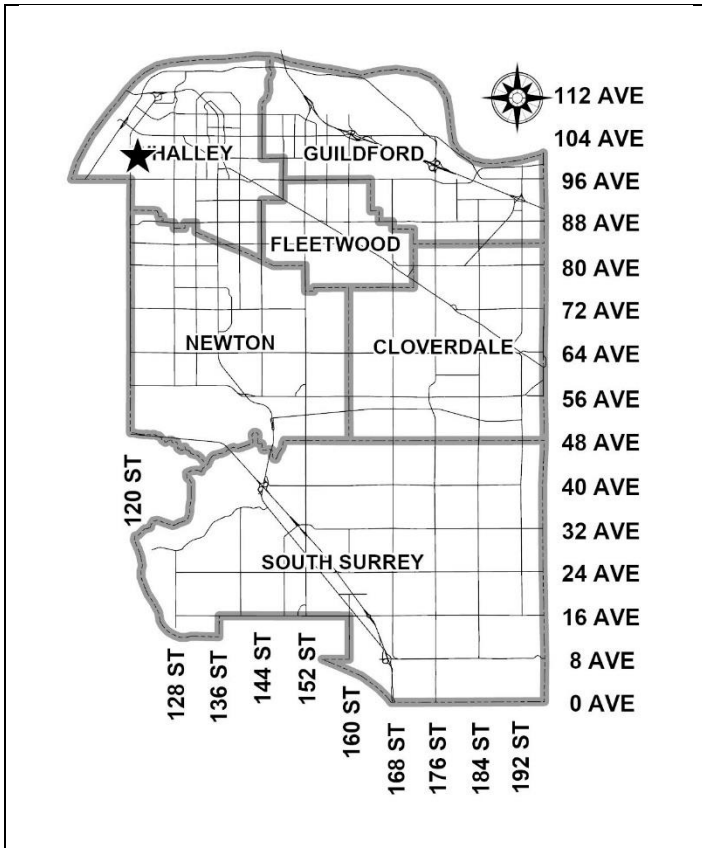 112 AVE
104 AVE
HALLEY
GUILDFORD
96 AVE
88 AVE
FLEETWOOD
80 AVE
72 AVE
NEWTON
CLOVERDALE
64 AVE
56 AVE
48 AVE
120 ST
40 AVE
32 AVE
SOUTH SURREY
24 AVE
16 AVE
8 AVE
0 AVE
128 ST
136 ST
144 ST
152 ST
160 ST
168 ST
176 ST
184 ST
192 ST